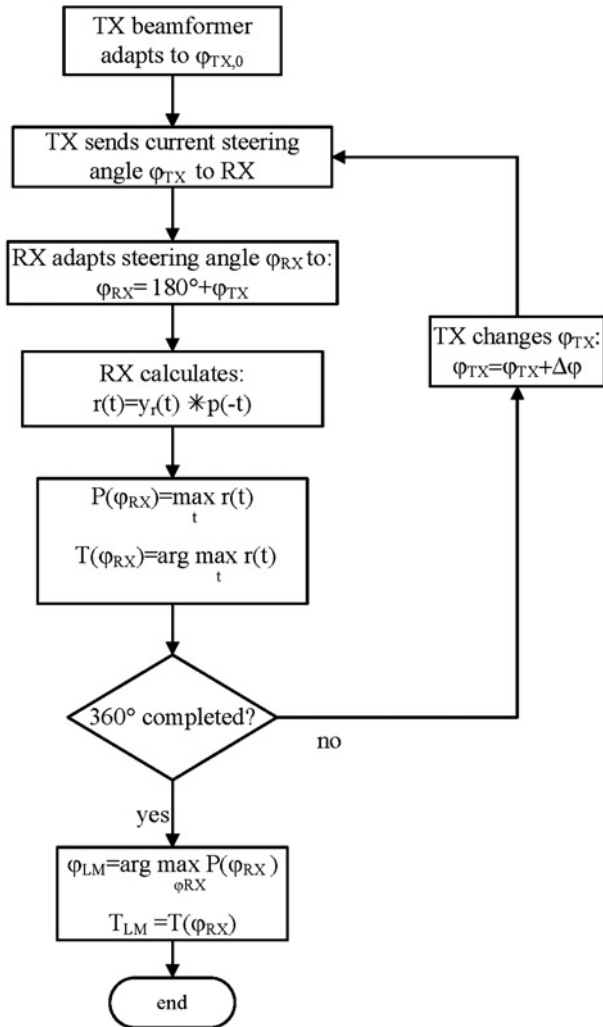 TX beamformer
adapts to φTX,0
TX sends current steering
angle φTX to RX
RX adapts steering angle φRX to:
φRX= 180°+φTX
TX changes φTX:
φTX=φTX+Δφ
RX calculates:
r(t)=yr(t) ∗p(-t)
P(φRX)=max r(t)
t
T(φRX)=arg max r(t)
t
360° completed?
no
yes
φLM=arg max P(φRX )
φRX
TLM =T(φRX)
end